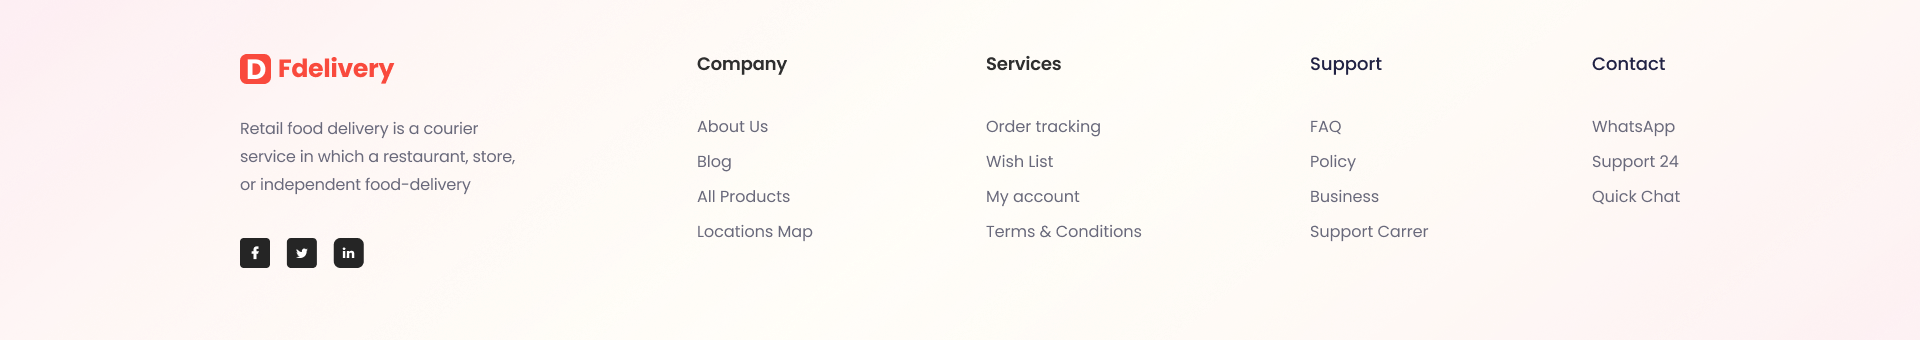 D Fdelivery
Retail food delivery is a courier
service in which a restaurant, store,
or independent food-delivery
Company
About Us
Blog
All Products
Locations Map
Services
Order tracking
Wish List
My account
Terms & Conditions
Support
FAQ
Policy
Business
Support Carrer
Contact
WhatsApp
Support 24
Quick Chat